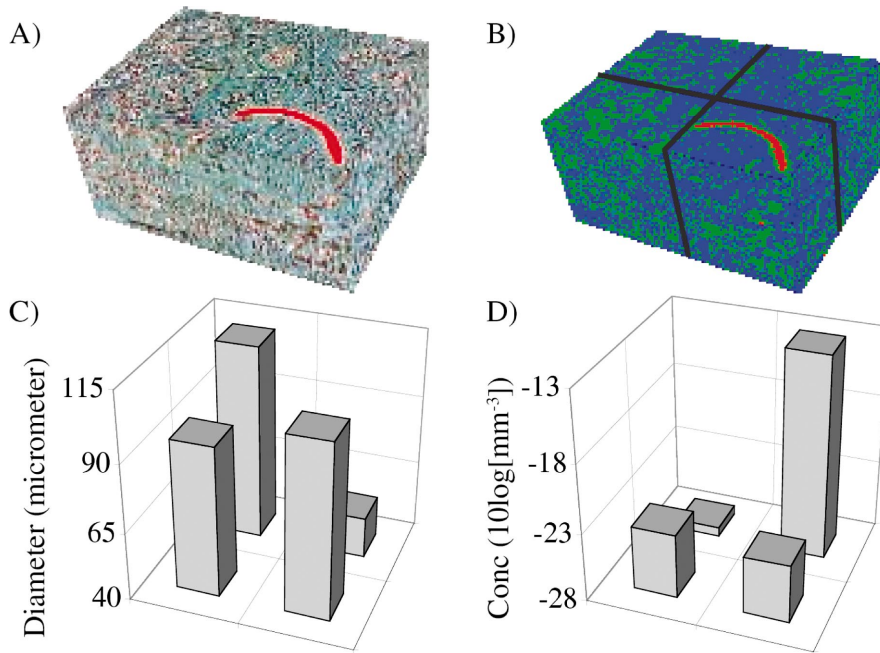 A)
B)
C)
Diameter (micrometer)
115
90
65
40
D)
Conc (10log[mm⁻³])
-13
-18
-23
-28